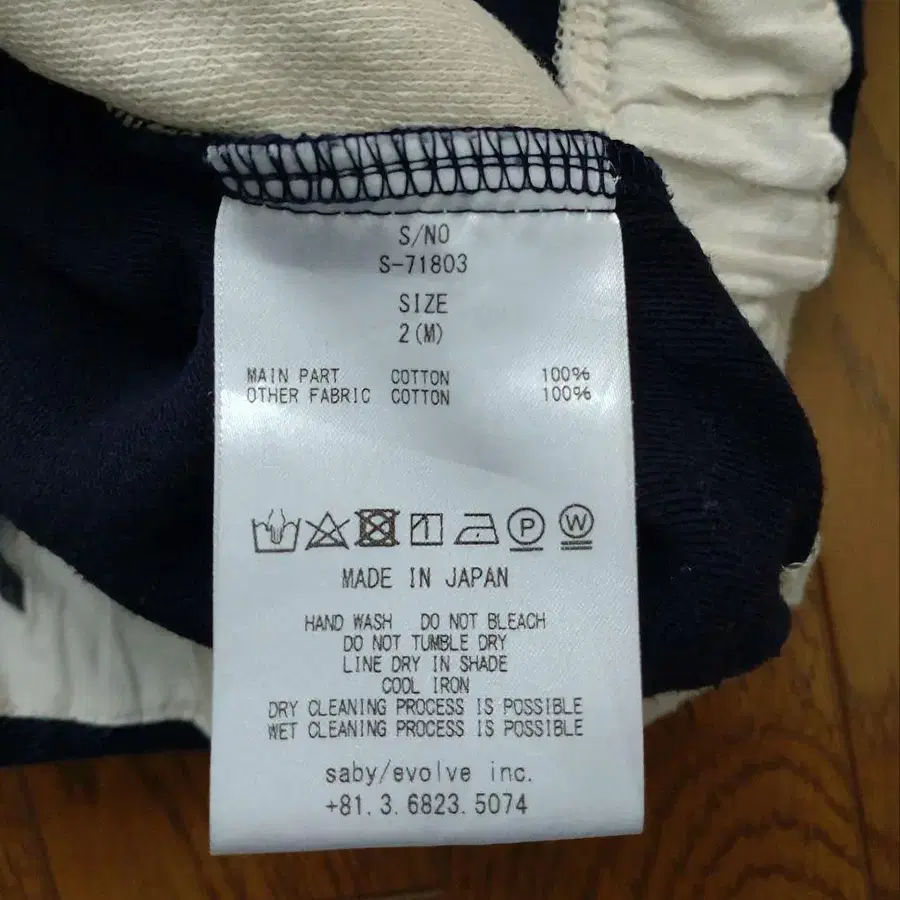 S/NO
S-71803
SIZE
2(M)
MAIN PART COTTON 100%
OTHER FABRIC COTTON 100%
P W
MADE IN JAPAN
HAND WASH DO NOT BLEACH
DO NOT TUMBLE DRY
LINE DRY IN SHADE
COOL IRON
DRY CLEANING PROCESS IS POSSIBLE
WET CLEANING PROCESS IS POSSIBLE
saby/evolve inc.
+81. 3. 6823. 5074